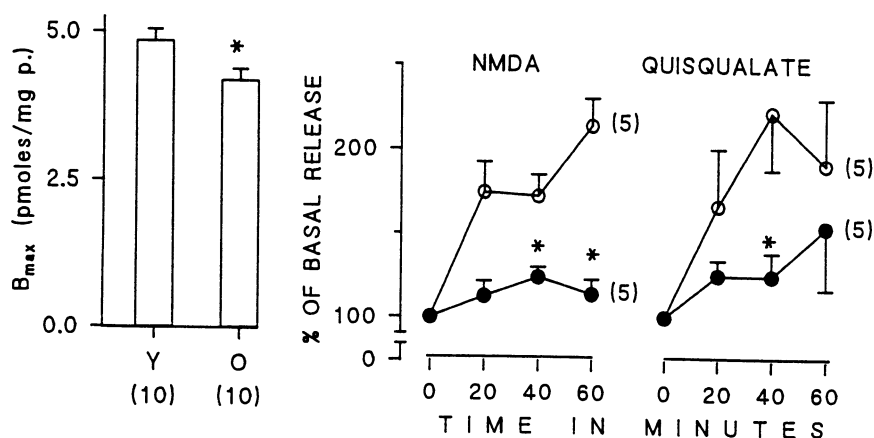 B_max (pmoles/mg p.)
5.0
2.5
0.0
*
Y
O
(10)
(10)
% OF BASAL RELEASE
200
100
0
NMDA
(5)
*
*
(5)
0 20 40 60
QUISQUALATE
(5)
(5)
*
0 20 40 60
TIME IN MINUTES